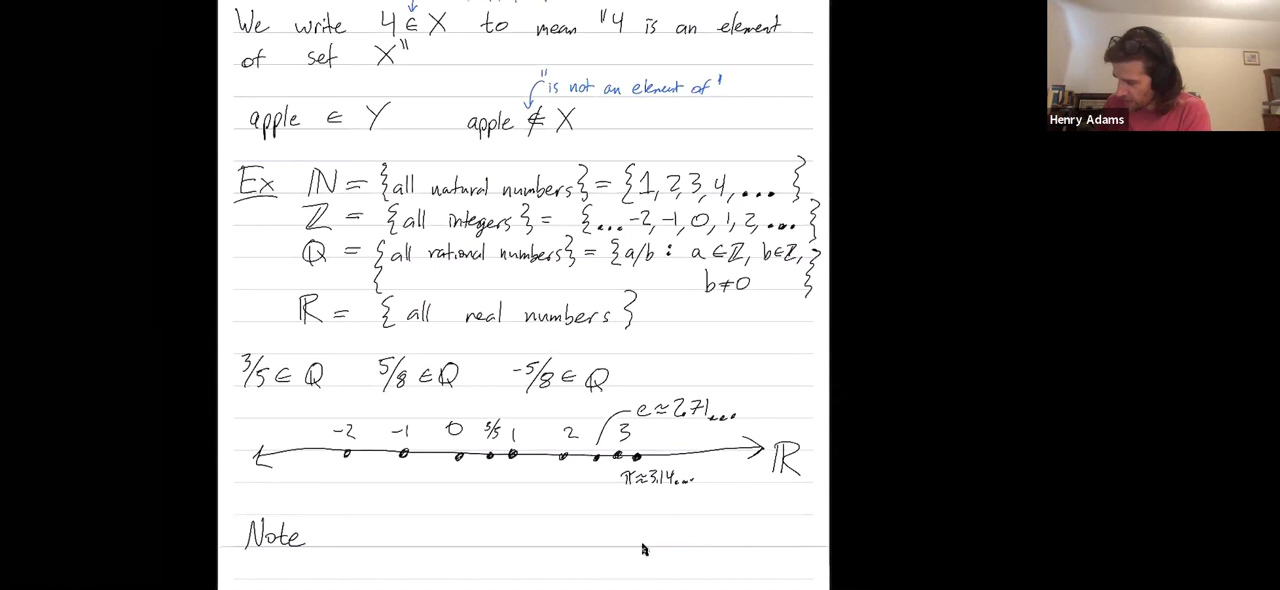 We write 4 ∈ X to mean "4 is an element
of set X"
"is not an element of"
apple ∈ Y apple ∉ X
Ex ℕ = {all natural numbers} = {1, 2, 3, 4, ... }
ℤ = {all integers} = {... -2, -1, 0, 1, 2, ... }
ℚ = {all rational numbers} = {a/b : a ∈ ℤ, b ∈ ℤ,
b ≠ 0 }
ℝ = { all real numbers }
3/5 ∈ ℚ 5/8 ∈ ℚ -5/8 ∈ ℚ
e ≈ 2.71...
-2 -1 0 3/5 1 2 3
ℝ
π ≈ 3.14...
Note
Henry Adams